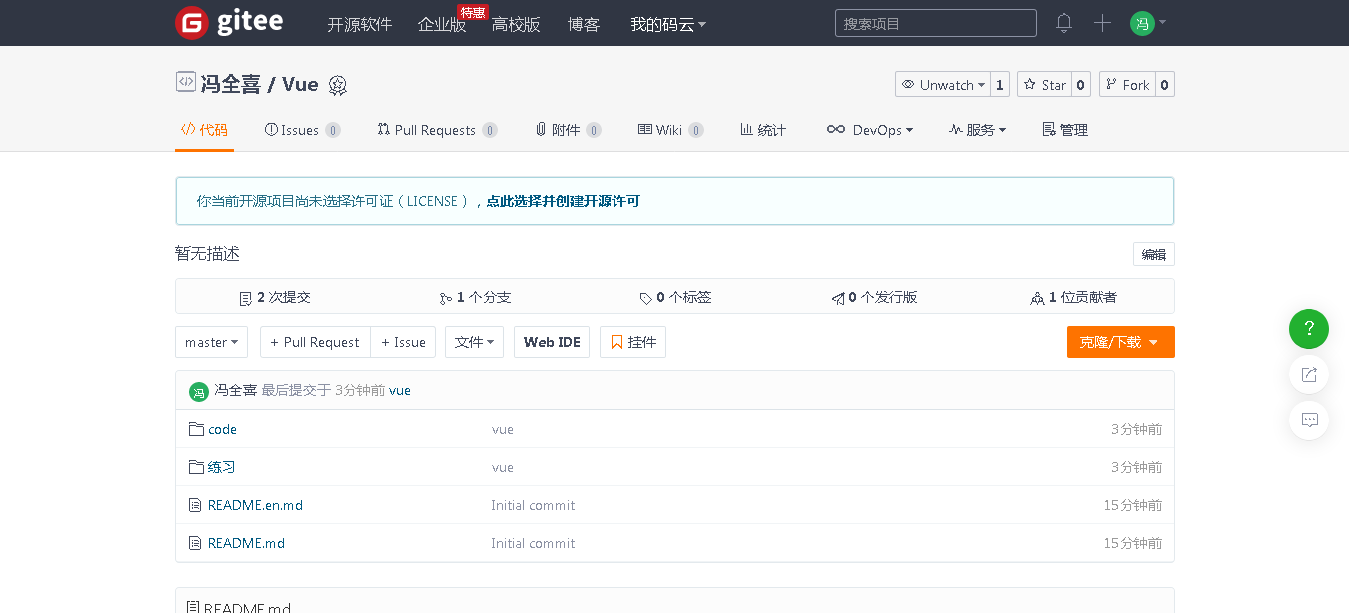 gitee 开源软件 企业版 特惠 高校版 博客 我的码云 搜索项目 冯
冯全喜 / Vue Unwatch 1 Star 0 Fork 0
代码 Issues 0 Pull Requests 0 附件 0 Wiki 0 统计 DevOps 服务 管理
你当前开源项目尚未选择许可证（LICENSE），点此选择并创建开源许可
暂无描述 编辑
2 次提交 1 个分支 0 个标签 0 个发行版 1 位贡献者
master + Pull Request + Issue 文件 Web IDE 挂件 克隆/下载
冯 冯全喜 最后提交于 3分钟前 vue
code vue 3分钟前
练习 vue 3分钟前
README.en.md Initial commit 15分钟前
README.md Initial commit 15分钟前
README.md
?